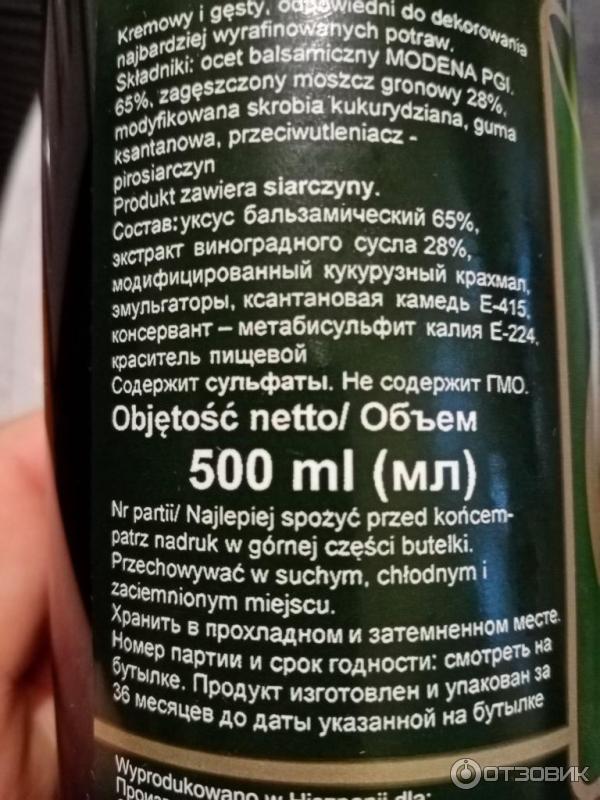 Kremowy i gęsty, odpowiedni do dekorowania
najbardziej wyrafinowanych potraw.
Składniki: ocet balsamiczny MODENA PGI.
65%, zagęszczony moszcz gronowy 28%,
modyfikowana skrobia kukurydziana, guma
ksantanowa, przeciwutleniacz -
pirosiarczyn
Produkt zawiera siarczyny.
Состав: уксус бальзамический 65%,
экстракт виноградного сусла 28%,
модифицированный кукурузный крахмал,
эмульгаторы, ксантановая камедь Е-415,
консервант – метабисульфит калия Е-224,
краситель пищевой
Содержит сульфаты. Не содержит ГМО.
Objętość netto/ Объем
500 ml (мл)
Nr partii/ Najlepiej spożyć przed końcem-
patrz nadruk w górnej części butelki.
Przechowywać w suchym, chłodnym i
zaciemnionym miejscu.
Хранить в прохладном и затемненном месте.
Номер партии и срок годности: смотреть на
бутылке. Продукт изготовлен и упакован за
36 месяцев до даты указанной на бутылке
Wyprodukowano w Hiszpanii dla:
ОТЗОВИК